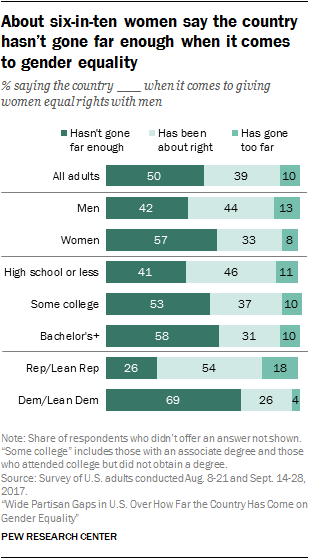 About six-in-ten women say the country
hasn't gone far enough when it comes
to gender equality
% saying the country ____ when it comes to giving
women equal rights with men
Hasn't gone far enough
Has been about right
Has gone too far
All adults 50 39 10
Men 42 44 13
Women 57 33 8
High school or less 41 46 11
Some college 53 37 10
Bachelor's+ 58 31 10
Rep/Lean Rep 26 54 18
Dem/Lean Dem 69 26 4
Note: Share of respondents who didn't offer an answer not shown.
"Some college" includes those with an associate degree and those
who attended college but did not obtain a degree.
Source: Survey of U.S. adults conducted Aug. 8-21 and Sept. 14-28,
2017.
"Wide Partisan Gaps in U.S. Over How Far the Country Has Come on
Gender Equality"
PEW RESEARCH CENTER